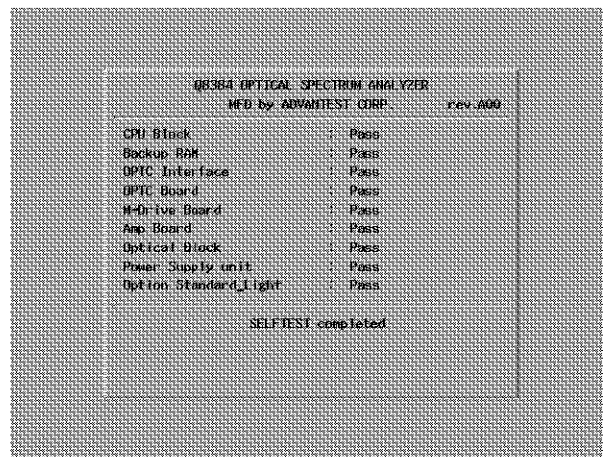 Q8384 OPTICAL SPECTRUM ANALYZER
MFD by ADVANTEST CORP. rev.A00
CPU Block : Pass
Backup RAM : Pass
OPTC Interface : Pass
OPTC Board : Pass
M-Drive Board : Pass
Amp Board : Pass
Optical Block : Pass
Power Supply unit : Pass
Option Standard_Light : Pass
SELFTEST completed